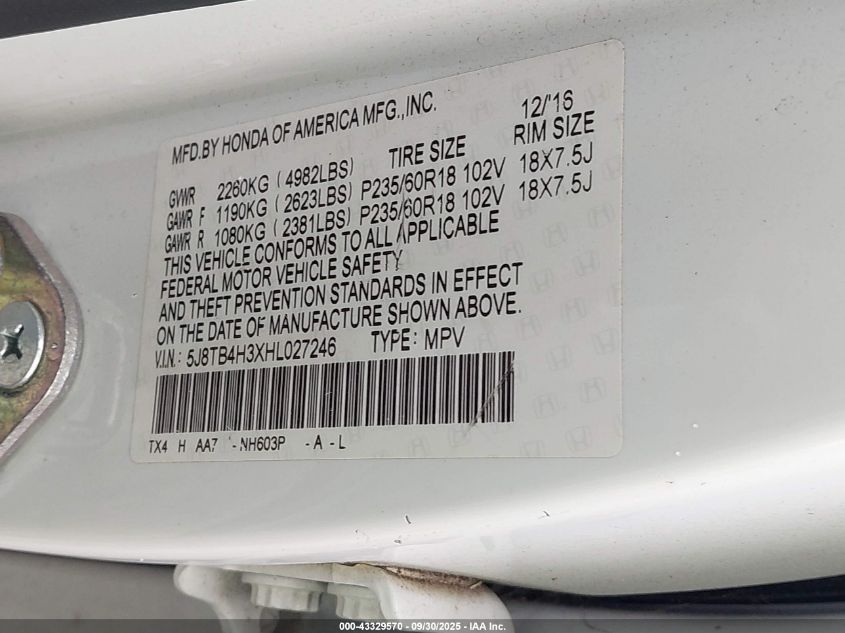 MFD.BY HONDA OF AMERICA MFG.,INC. 12/'16
TIRE SIZE RIM SIZE
GVWR 2260KG (4982LBS)
GAWR F 1190KG (2623LBS) P235/60R18 102V 18X7.5J
GAWR R 1080KG (2381LBS) P235/60R18 102V 18X7.5J
THIS VEHICLE CONFORMS TO ALL APPLICABLE
FEDERAL MOTOR VEHICLE SAFETY
AND THEFT PREVENTION STANDARDS IN EFFECT
ON THE DATE OF MANUFACTURE SHOWN ABOVE.
V.I.N.: 5J8TB4H3XHL027246 TYPE: MPV
TX4 H AA7 - NH603P - A - L
000-43329570 - 09/30/2025 - IAA Inc.